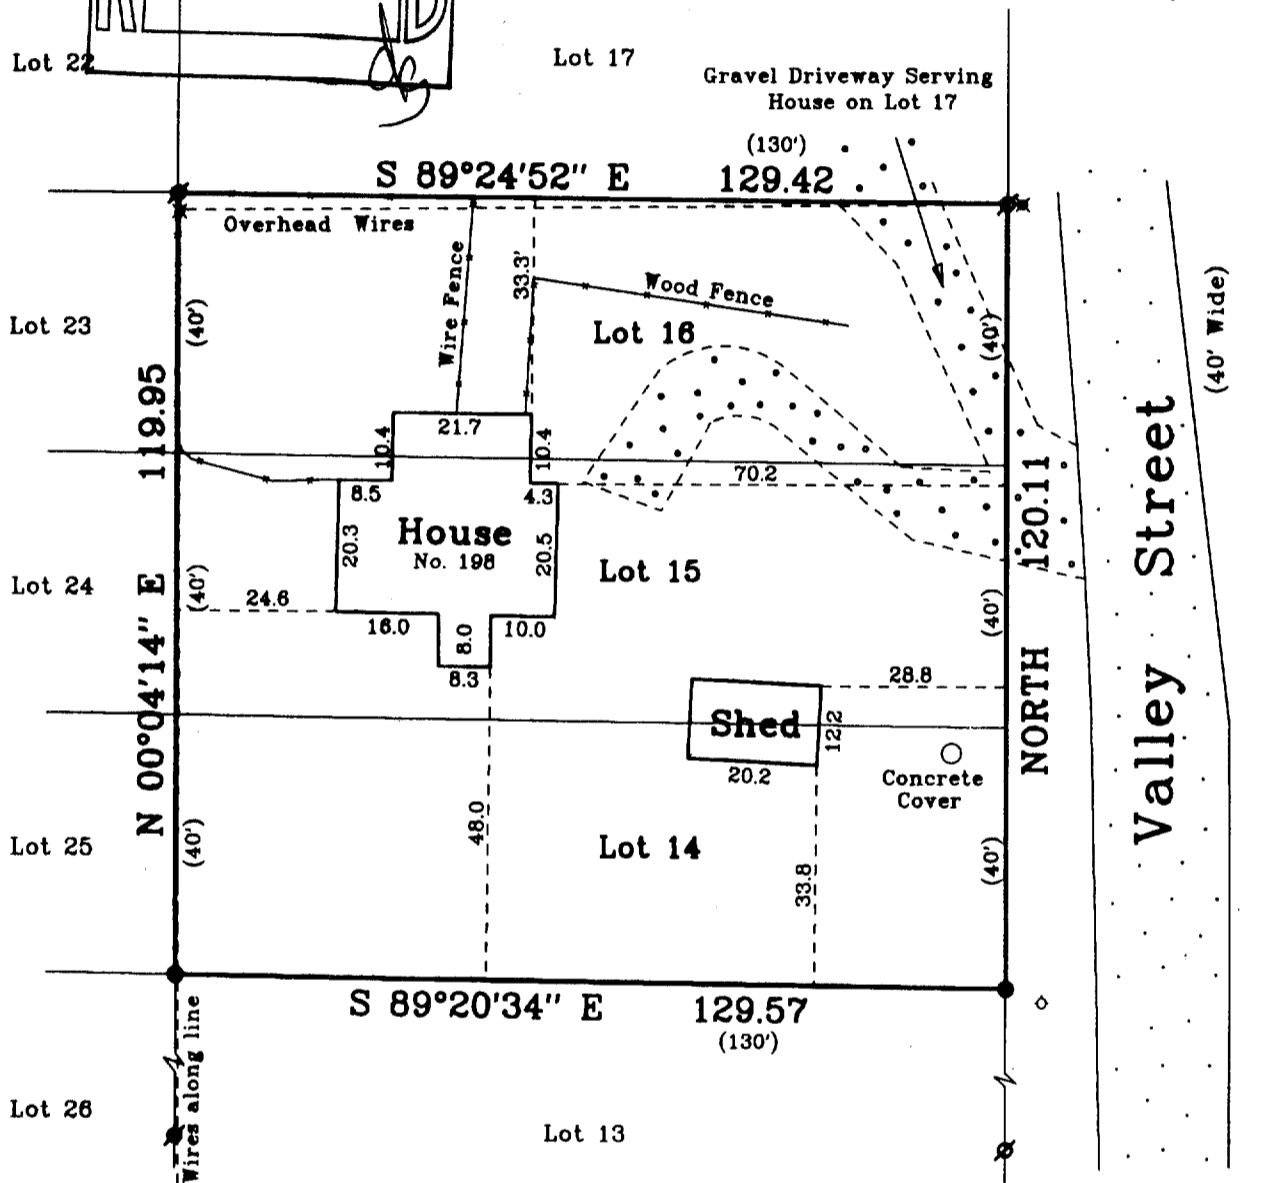 Lot 22
Lot 17
Gravel Driveway Serving
House on Lot 17
(130')
S 89°24'52" E 129.42
Overhead Wires
Wire Fence
33.3'
Wood Fence
Lot 16
Lot 23
(40')
(40')
(40' Wide)
119.95
21.7
10.4
10.4
70.2
8.5
4.3
House
No. 198
20.3
20.5
Lot 15
120.11
Lot 24
(40')
24.6
16.0
8.0
10.0
8.3
(40')
N 00°04'14" E
28.8
NORTH
Valley Street
Shed
12.2
20.2
Concrete
Cover
48.0
Lot 14
33.8
Lot 25
(40')
(40')
S 89°20'34" E 129.57
(130')
Wires along line
Lot 26
Lot 13